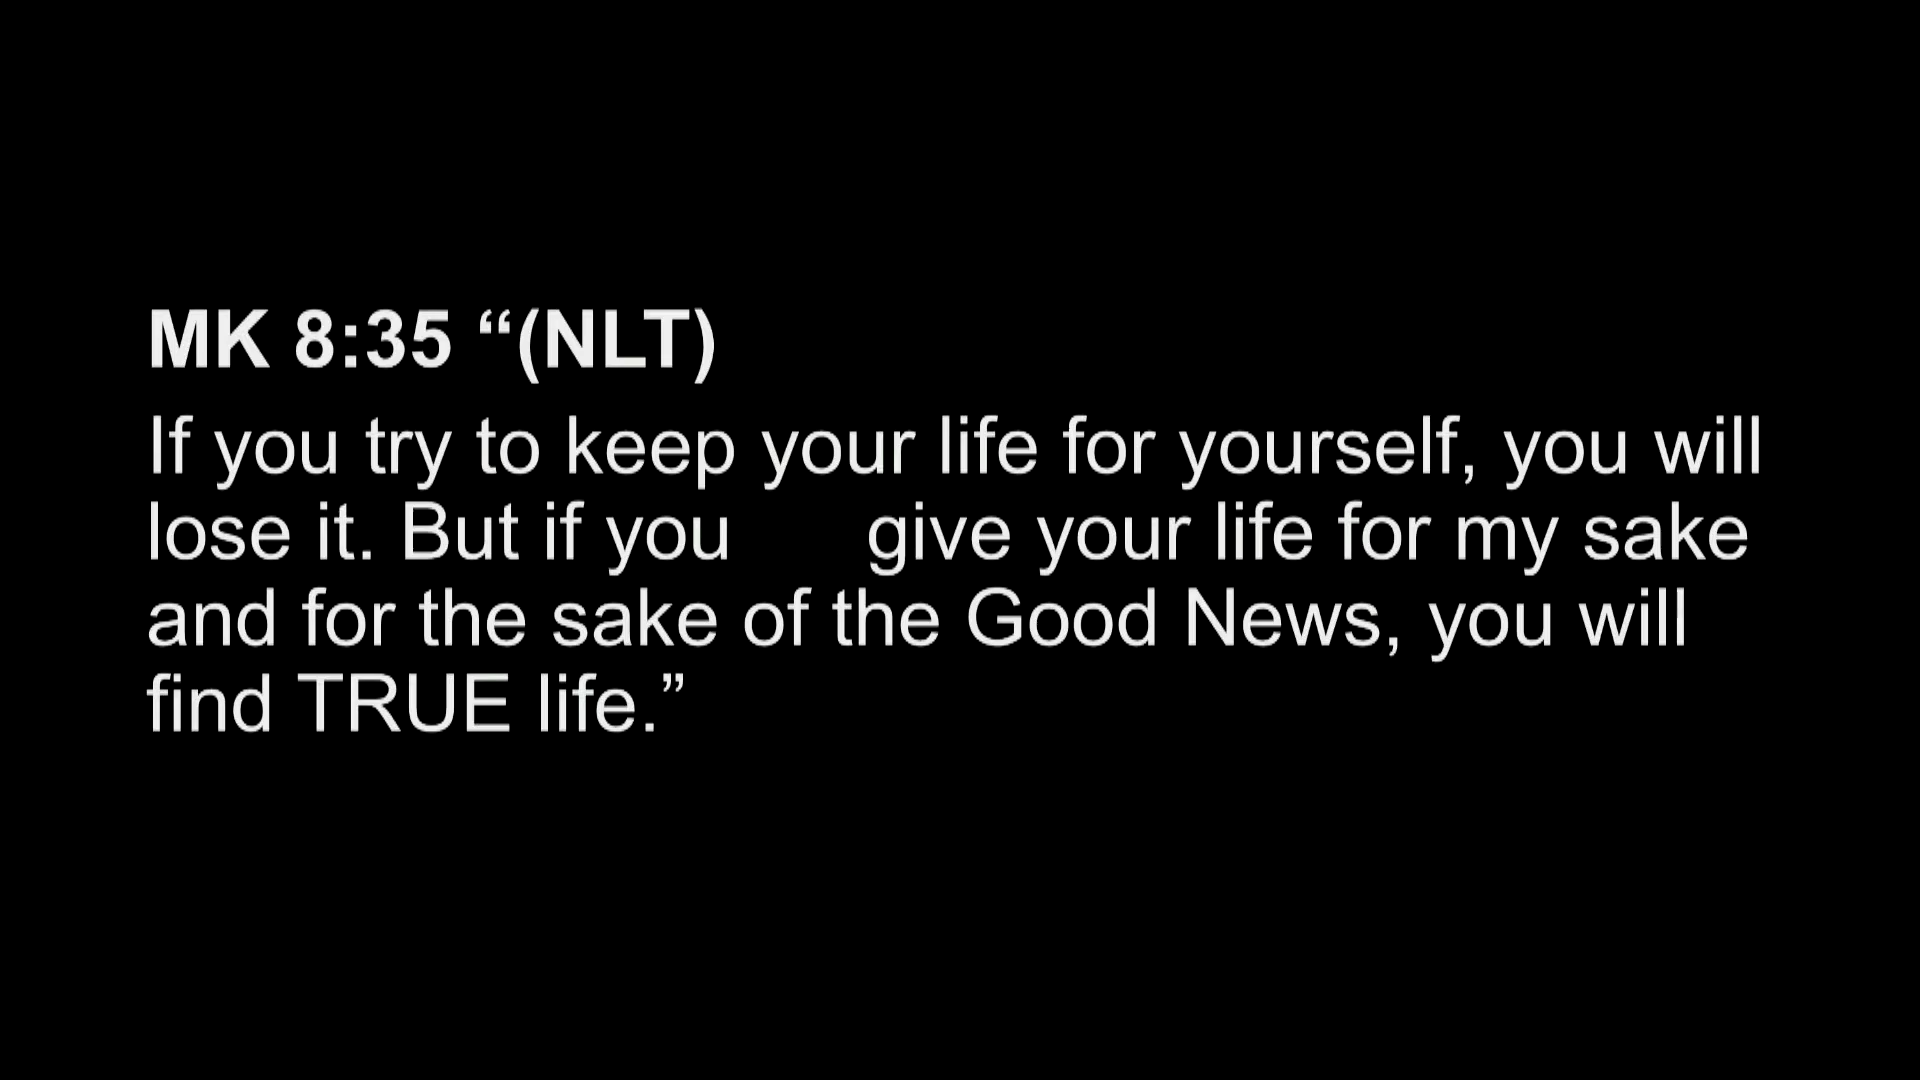 MK 8:35 “(NLT)
If you try to keep your life for yourself, you will
lose it. But if you      give your life for my sake
and for the sake of the Good News, you will
find TRUE life.”